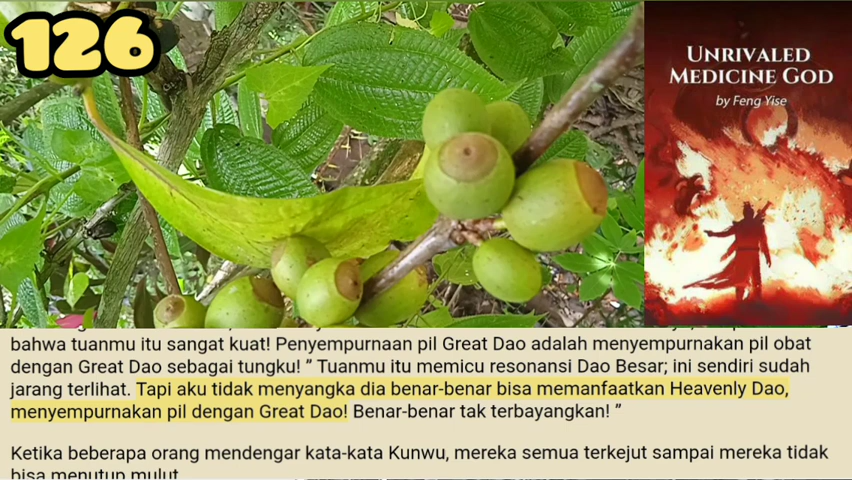 126
UNRIVALED
MEDICINE GOD
by Feng Yise
bahwa tuanmu itu sangat kuat! Penyempurnaan pil Great Dao adalah menyempurnakan pil obat
dengan Great Dao sebagai tungku! ” Tuanmu itu memicu resonansi Dao Besar; ini sendiri sudah
jarang terlihat. Tapi aku tidak menyangka dia benar-benar bisa memanfaatkan Heavenly Dao,
menyempurnakan pil dengan Great Dao! Benar-benar tak terbayangkan! ”
Ketika beberapa orang mendengar kata-kata Kunwu, mereka semua terkejut sampai mereka tidak
bisa menutup mulut